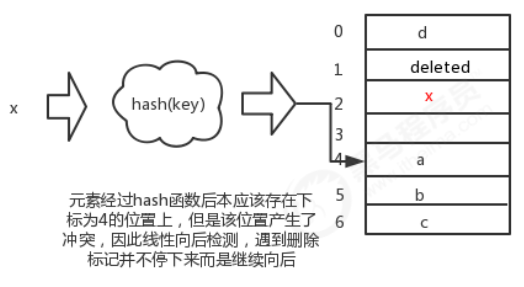 0 d
1 deleted
x hash(key) 2 x
3
4 a
5 b
6 c
元素经过hash函数后本应该存在下
标为4的位置上，但是该位置产生了
冲突，因此线性向后检测，遇到删除
标记并不停下来而是继续向后